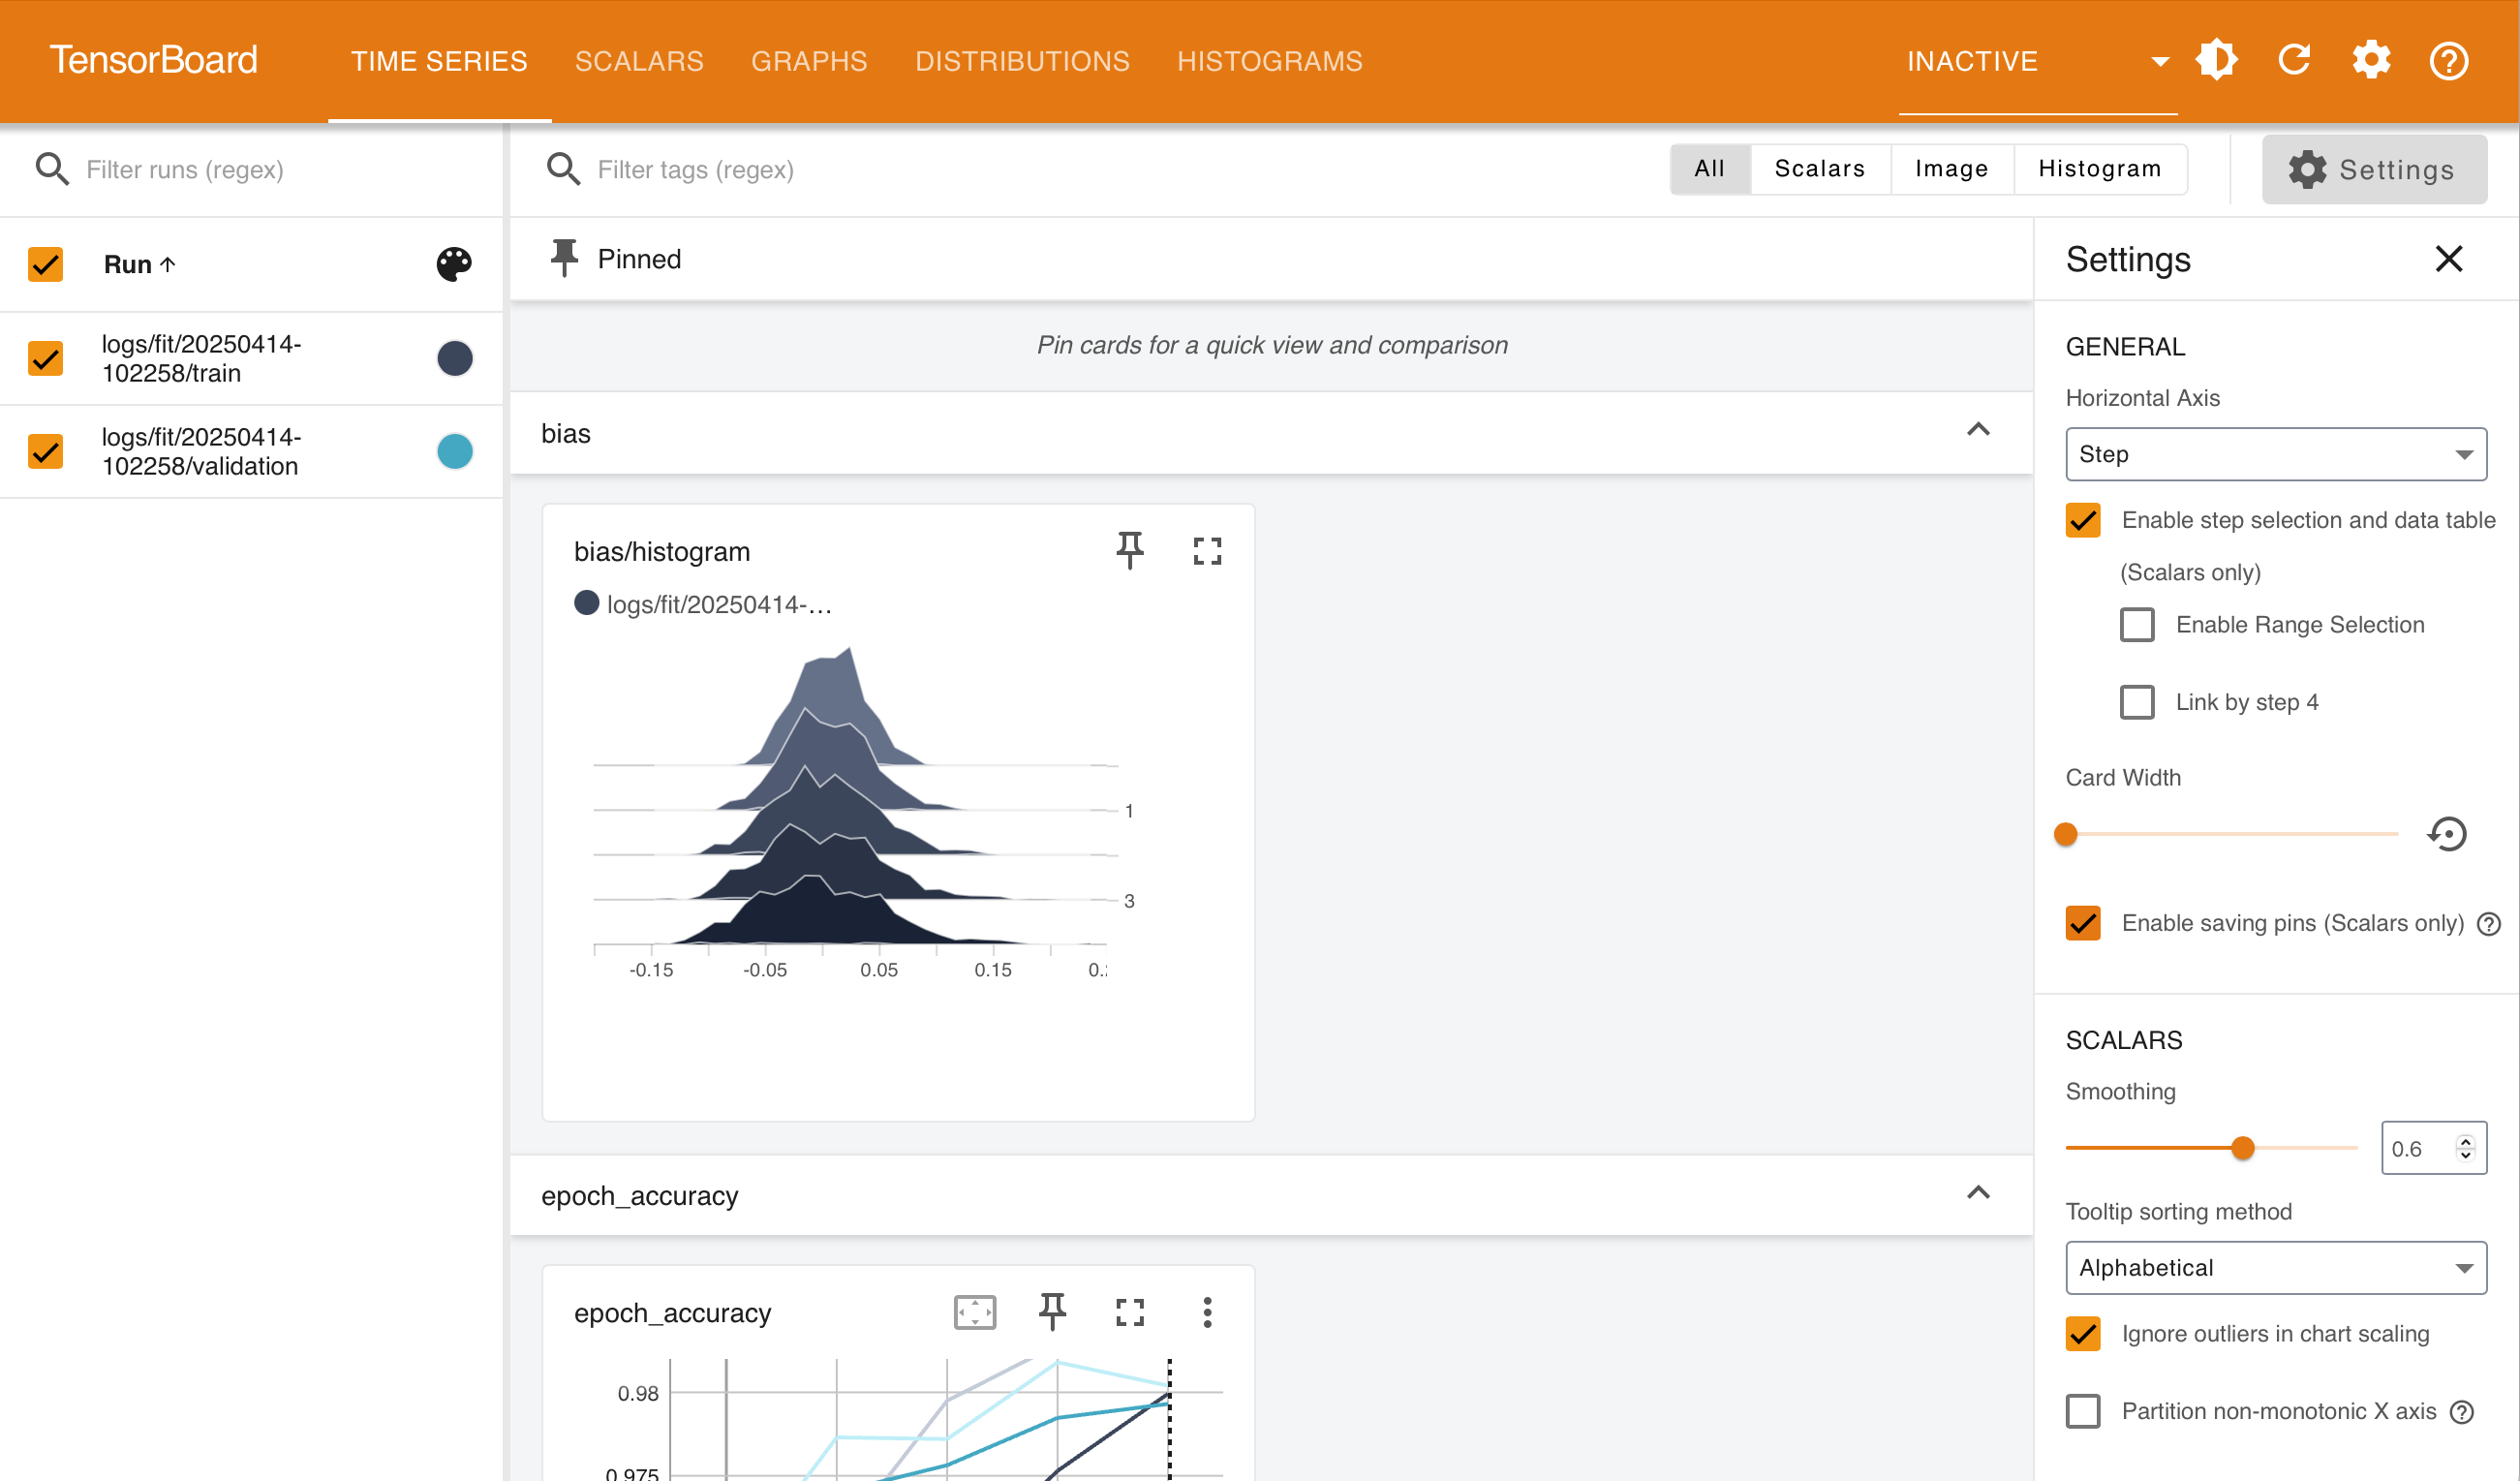 TensorBoard
TIME SERIES
SCALARS
GRAPHS
DISTRIBUTIONS
HISTOGRAMS
INACTIVE
Filter runs (regex)
Run
logs/fit/20250414-
102258/train
logs/fit/20250414-
102258/validation
Filter tags (regex)
All
Scalars
Image
Histogram
Settings
Pinned
Pin cards for a quick view and comparison
bias
bias/histogram
logs/fit/20250414-...
1
3
-0.15
-0.05
0.05
0.15
epoch_accuracy
epoch_accuracy
0.98
0.975
Settings
GENERAL
Horizontal Axis
Step
Enable step selection and data table
(Scalars only)
Enable Range Selection
Link by step 4
Card Width
Enable saving pins (Scalars only)
SCALARS
Smoothing
0.6
Tooltip sorting method
Alphabetical
Ignore outliers in chart scaling
Partition non-monotonic X axis